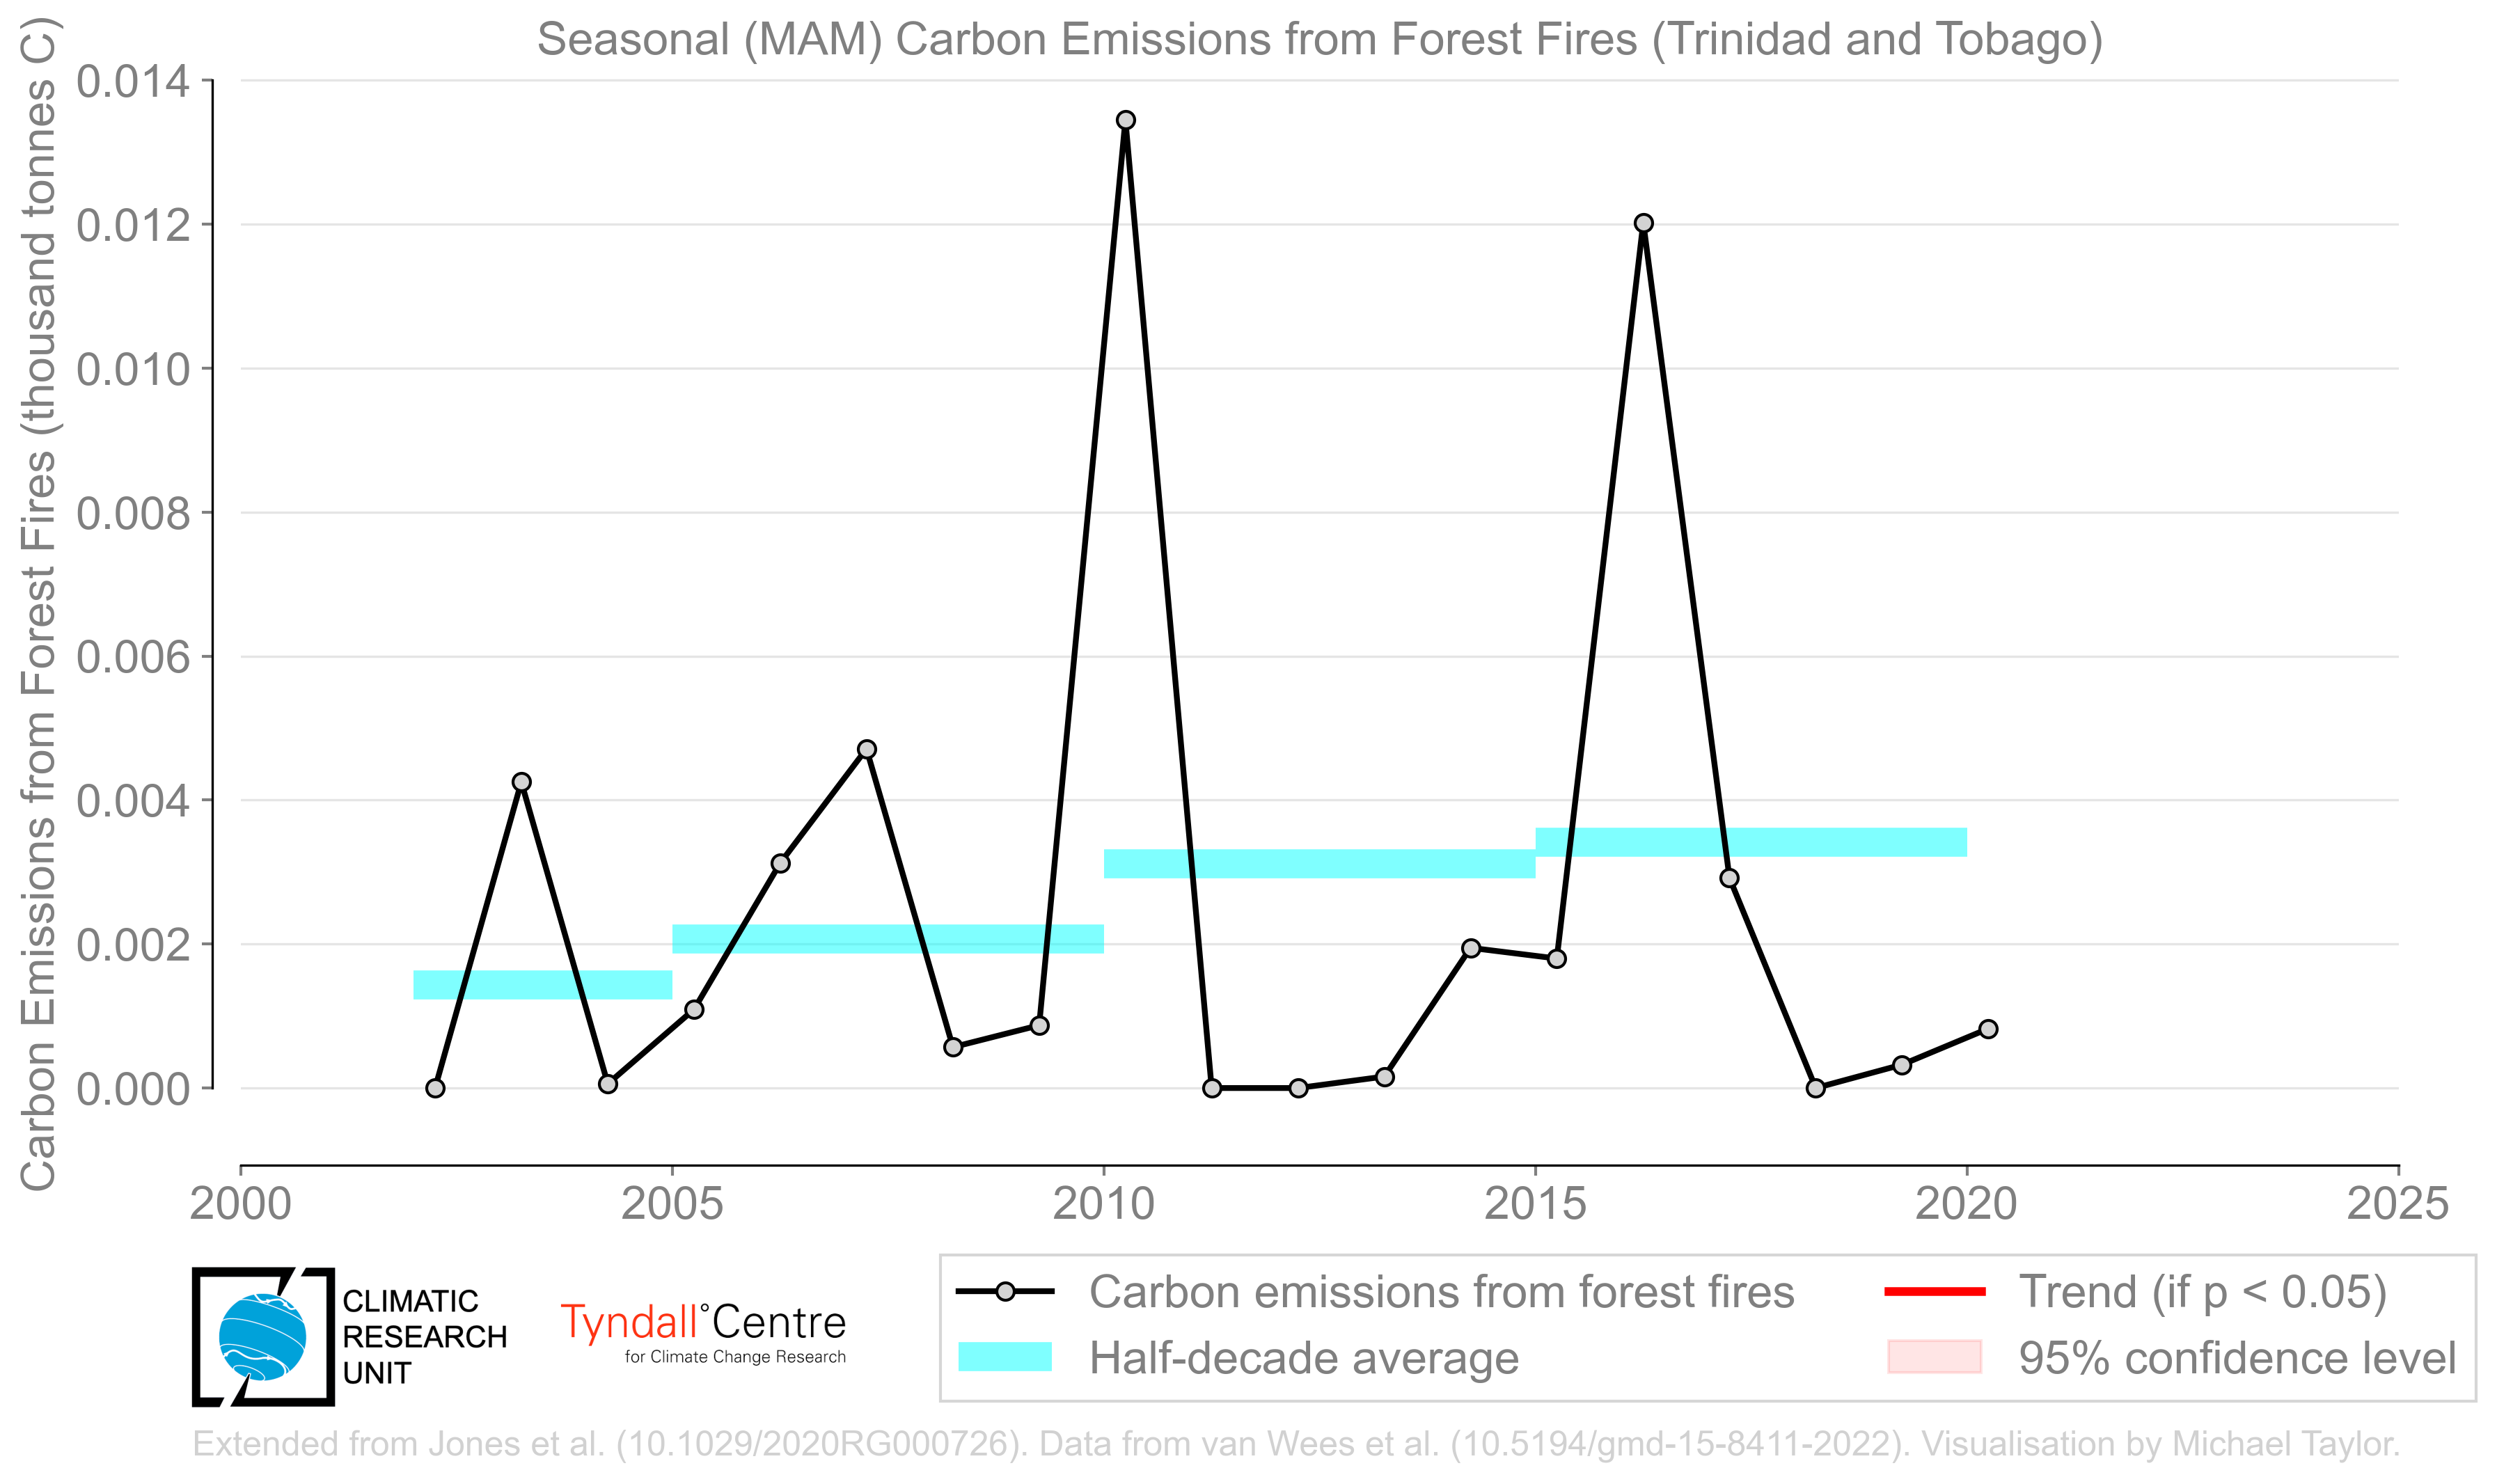 Seasonal (MAM) Carbon Emissions from Forest Fires (Trinidad and Tobago)
Carbon Emissions from Forest Fires (thousand tonnes C)
0.014
0.012
0.010
0.008
0.006
0.004
0.002
0.000
2000 2005 2010 2015 2020 2025
CLIMATIC
RESEARCH
UNIT
Tyndall°Centre
for Climate Change Research
Carbon emissions from forest fires
Half-decade average
Trend (if p < 0.05)
95% confidence level
Extended from Jones et al. (10.1029/2020RG000726). Data from van Wees et al. (10.5194/gmd-15-8411-2022). Visualisation by Michael Taylor.